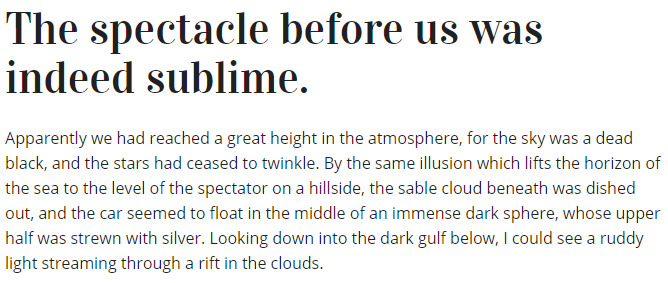 The spectacle before us was
indeed sublime.
Apparently we had reached a great height in the atmosphere, for the sky was a dead
black, and the stars had ceased to twinkle. By the same illusion which lifts the horizon of
the sea to the level of the spectator on a hillside, the sable cloud beneath was dished
out, and the car seemed to float in the middle of an immense dark sphere, whose upper
half was strewn with silver. Looking down into the dark gulf below, I could see a ruddy
light streaming through a rift in the clouds.